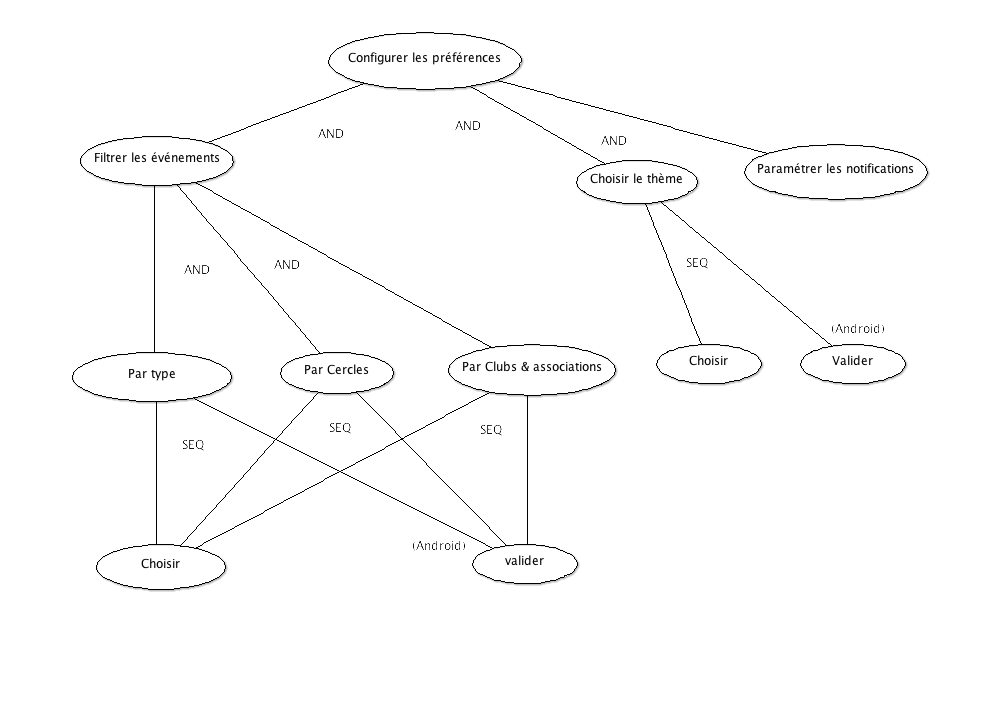 Configurer les préférences
AND
AND
AND
Filtrer les événements
Choisir le thème
Paramétrer les notifications
AND
AND
SEQ
(Android)
Par type
Par Cercles
Par Clubs & associations
Choisir
Valider
SEQ
SEQ
SEQ
(Android)
Choisir
valider